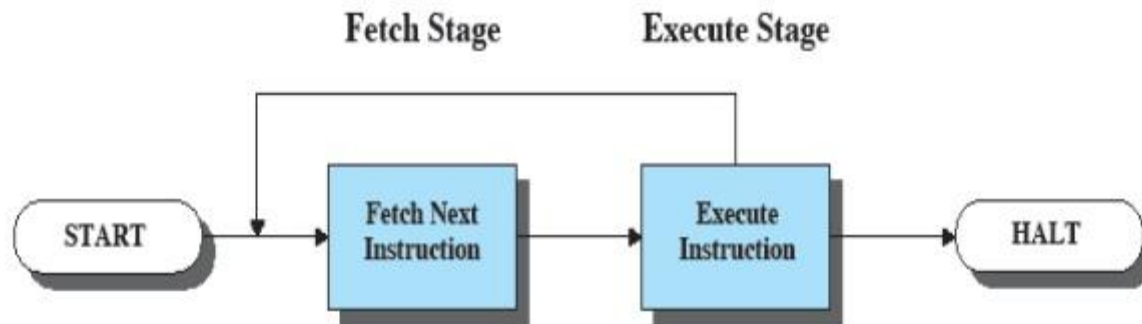 Fetch Stage
Execute Stage
START
Fetch Next
Instruction
Execute
Instruction
HALT